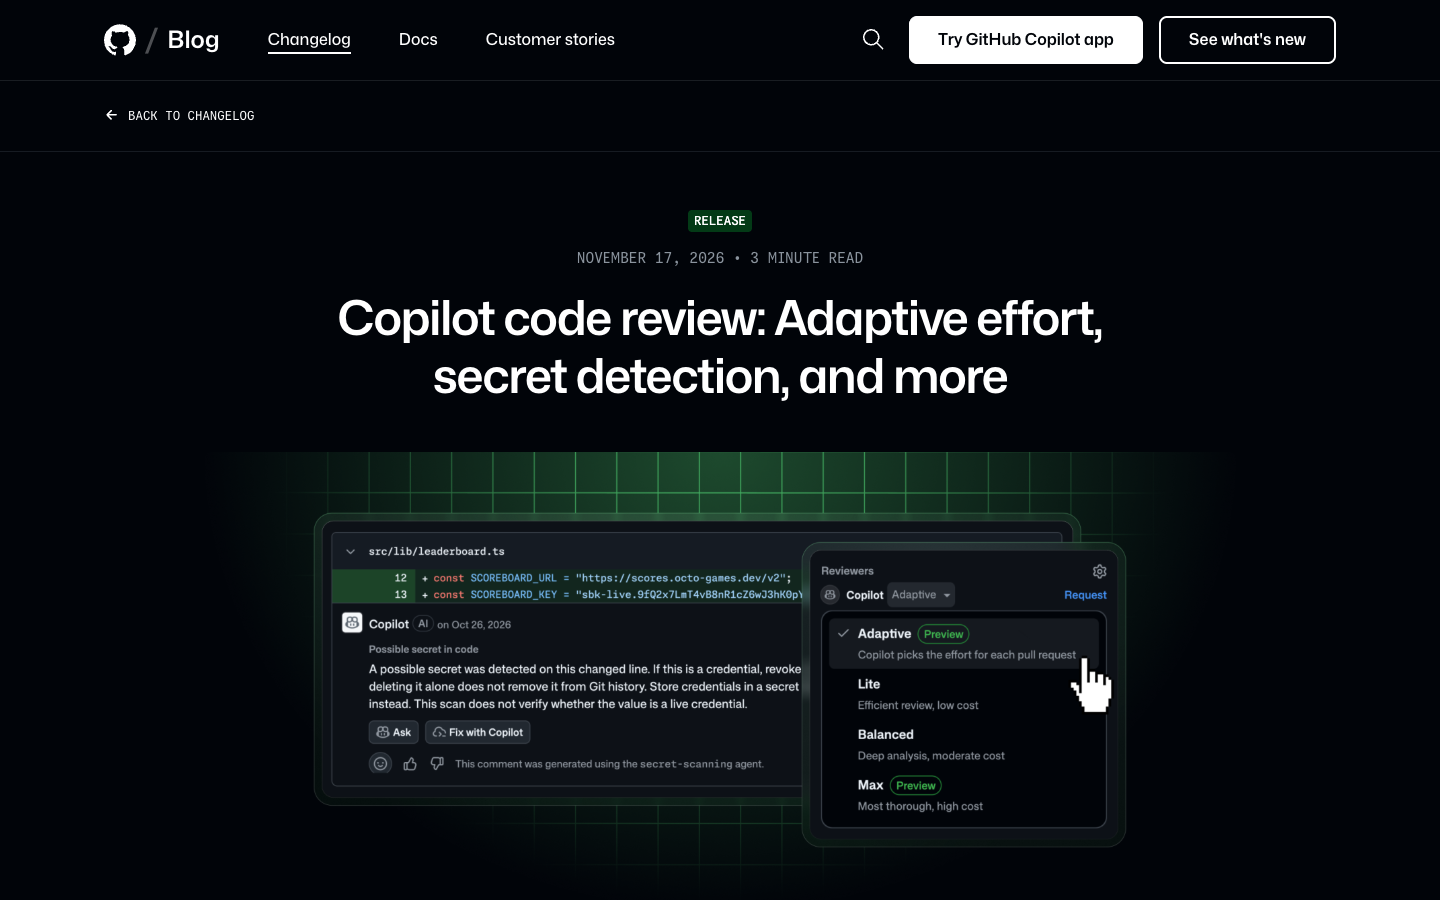 Blog
Changelog
Docs
Customer stories
Try GitHub Copilot app
See what's new
BACK TO CHANGELOG
RELEASE
NOVEMBER 17, 2026 • 3 MINUTE READ
Copilot code review: Adaptive effort,
secret detection, and more
src/lib/leaderboard.ts
12 + const SCOREBOARD_URL = "https://scores.octo-games.dev/v2";
13 + const SCOREBOARD_KEY = "sbk-live.9fQ2x7LmT4vB8nR1cZ6wJ3hK0pY
Copilot AI on Oct 26, 2026
Possible secret in code
A possible secret was detected on this changed line. If this is a credential, revoke
deleting it alone does not remove it from Git history. Store credentials in a secret
instead. This scan does not verify whether the value is a live credential.
Ask
Fix with Copilot
This comment was generated using the secret-scanning agent.
Reviewers
Copilot Adaptive
Request
Adaptive Preview
Copilot picks the effort for each pull request
Lite
Efficient review, low cost
Balanced
Deep analysis, moderate cost
Max Preview
Most thorough, high cost